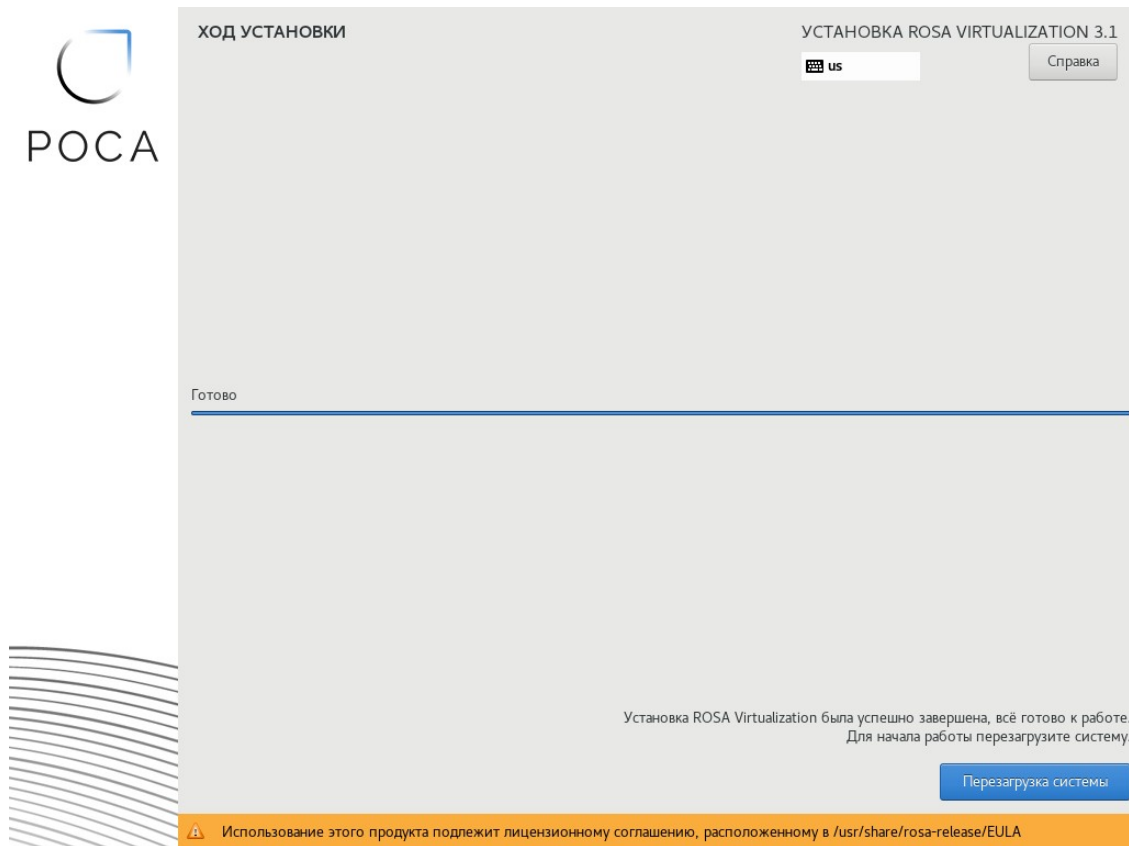 РОСА
ХОД УСТАНОВКИ
УСТАНОВКА ROSA VIRTUALIZATION 3.1
us
Справка
Готово
Установка ROSA Virtualization была успешно завершена, всё готово к работе.
Для начала работы перезагрузите систему.
Перезагрузка системы
Использование этого продукта подлежит лицензионному соглашению, расположенному в /usr/share/rosa-release/EULA